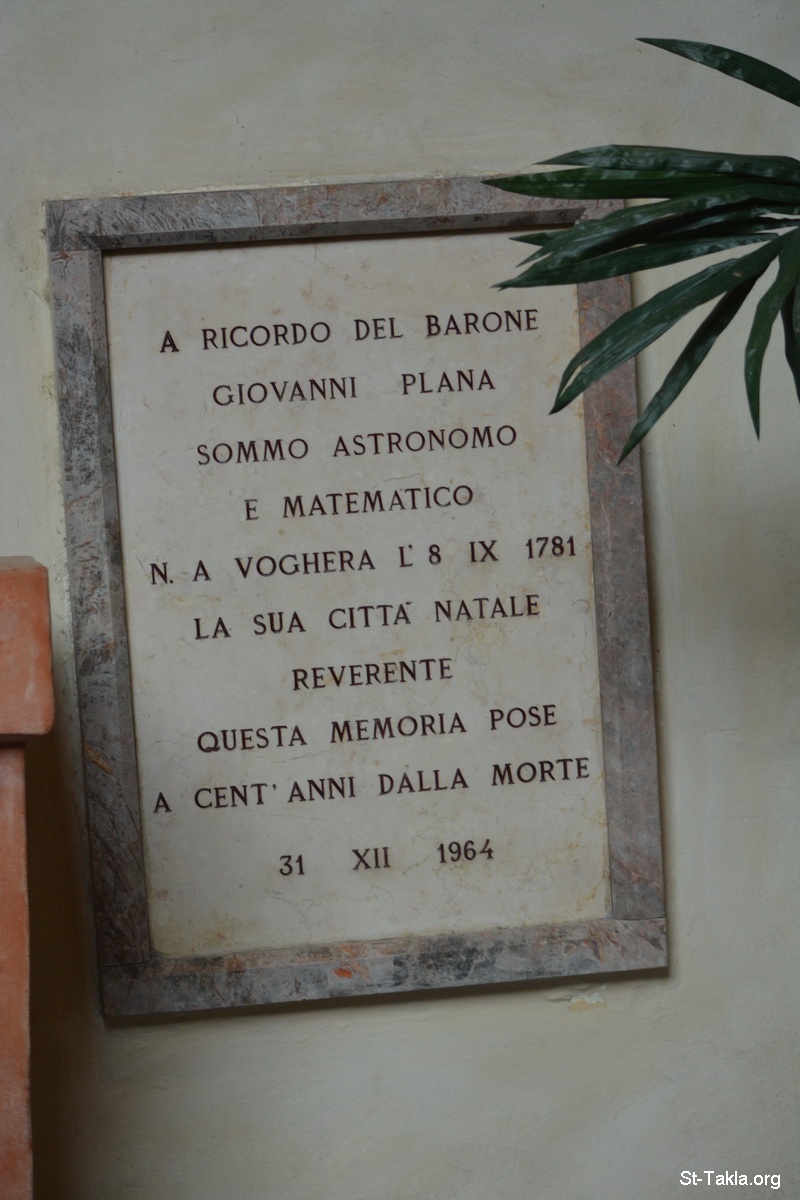 A RICORDO DEL BARONE
GIOVANNI PLANA
SOMMO ASTRONOMO
E MATEMATICO
N. A VOGHERA L' 8 IX 1781
LA SUA CITTA' NATALE
REVERENTE
QUESTA MEMORIA POSE
A CENT' ANNI DALLA MORTE
31 XII 1964
St-Takla.org